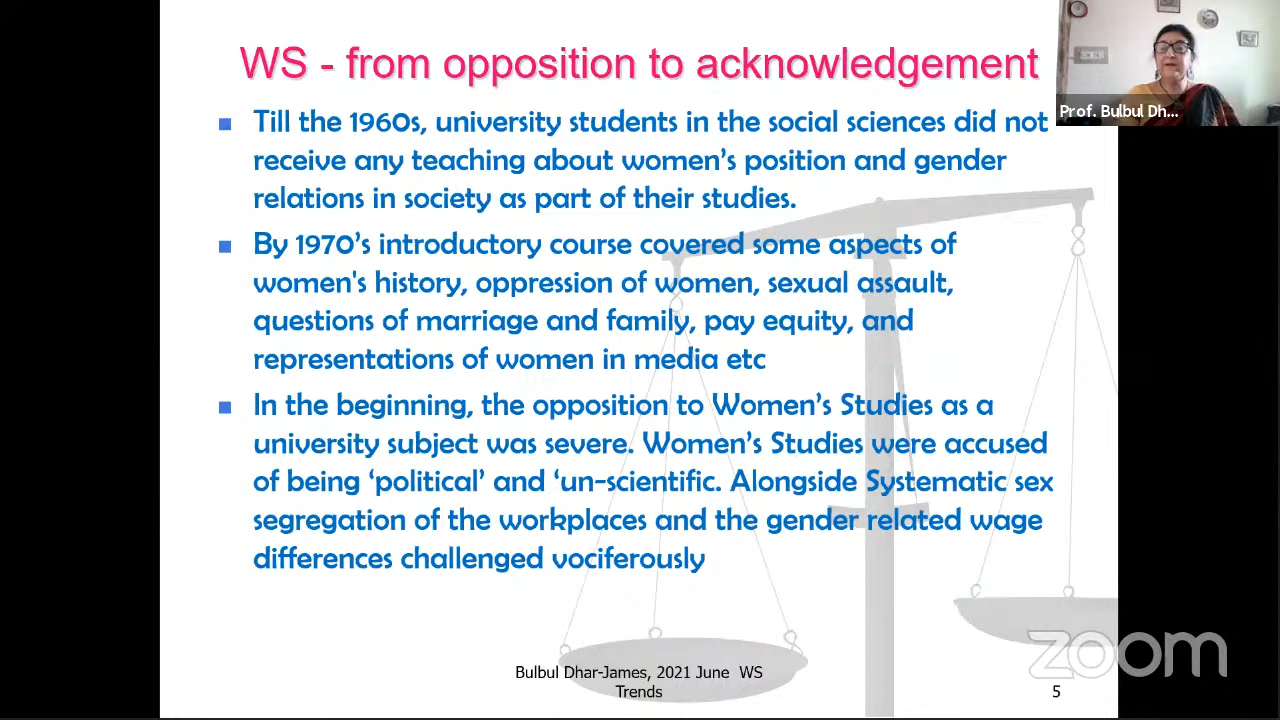 WS - from opposition to acknowledgement
Prof. Bulbul Dh...
Till the 1960s, university students in the social sciences did not
receive any teaching about women's position and gender
relations in society as part of their studies.
By 1970's introductory course covered some aspects of
women's history, oppression of women, sexual assault,
questions of marriage and family, pay equity, and
representations of women in media etc
In the beginning, the opposition to Women's Studies as a
university subject was severe. Women's Studies were accused
of being ‘political’ and ‘un-scientific. Alongside Systematic sex
segregation of the workplaces and the gender related wage
differences challenged vociferously
zoom
Bulbul Dhar-James, 2021 June WS
Trends
5